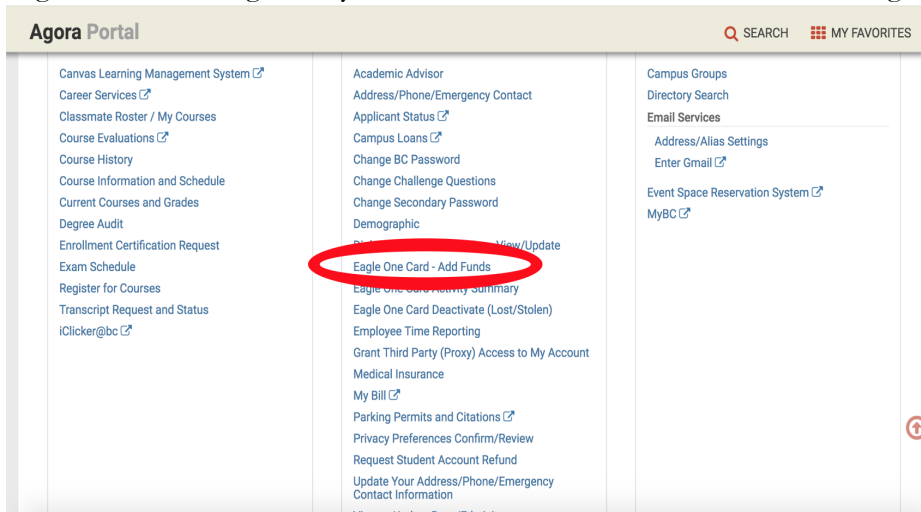 Agora Portal
SEARCH
MY FAVORITES
Canvas Learning Management System
Career Services
Classmate Roster / My Courses
Course Evaluations
Course History
Course Information and Schedule
Current Courses and Grades
Degree Audit
Enrollment Certification Request
Exam Schedule
Register for Courses
Transcript Request and Status
iClicker@bc
Academic Advisor
Address/Phone/Emergency Contact
Applicant Status
Campus Loans
Change BC Password
Change Challenge Questions
Change Secondary Password
Demographic
View/Update
Eagle One Card - Add Funds
Eagle One Card Activity Summary
Eagle One Card Deactivate (Lost/Stolen)
Employee Time Reporting
Grant Third Party (Proxy) Access to My Account
Medical Insurance
My Bill
Parking Permits and Citations
Privacy Preferences Confirm/Review
Request Student Account Refund
Update Your Address/Phone/Emergency
Contact Information
Campus Groups
Directory Search
Email Services
Address/Alias Settings
Enter Gmail
Event Space Reservation System
MyBC